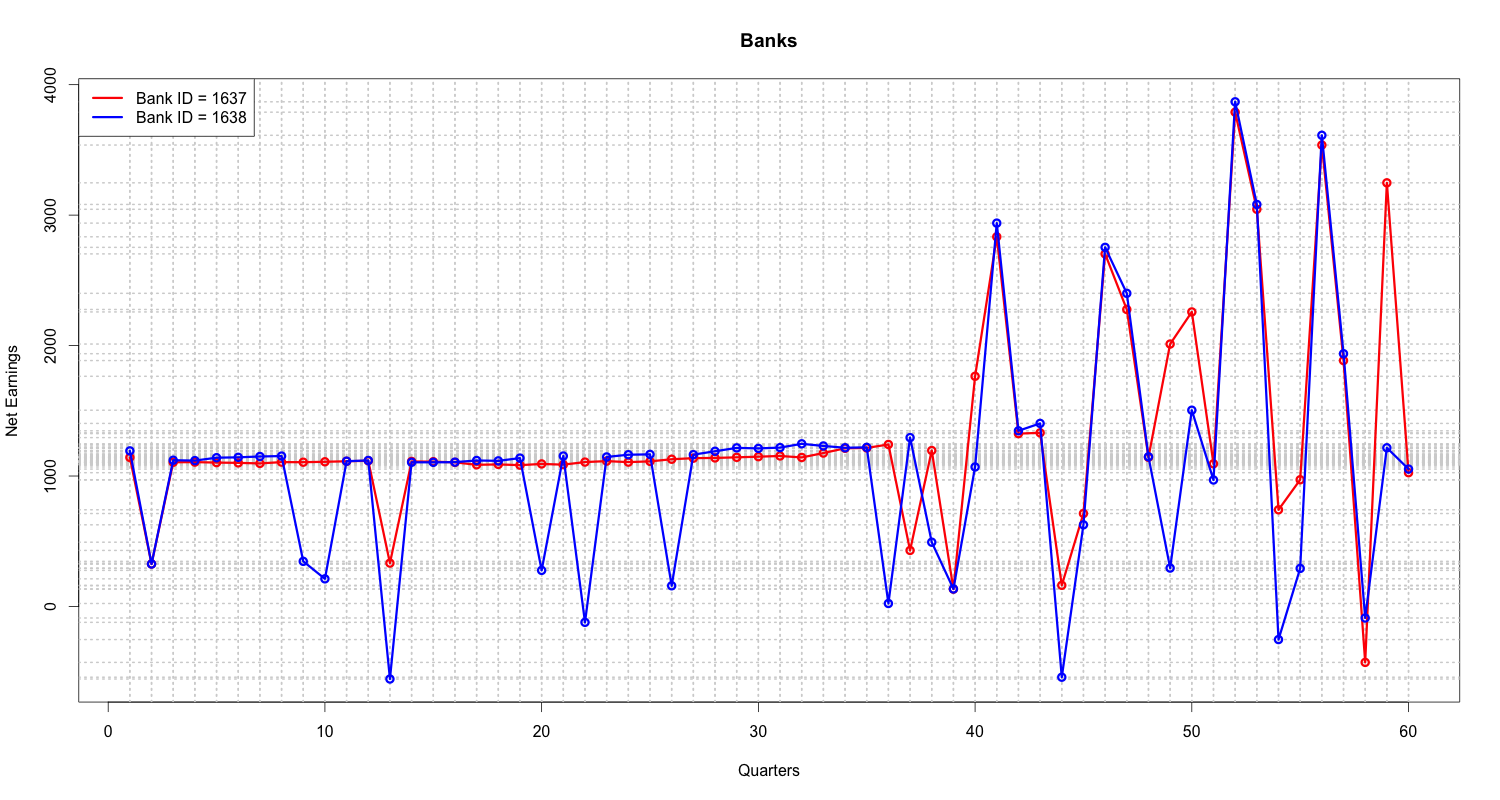 Banks
Bank ID = 1637
Bank ID = 1638
Net Earnings
4000
3000
2000
1000
0
0 10 20 30 40 50 60
Quarters